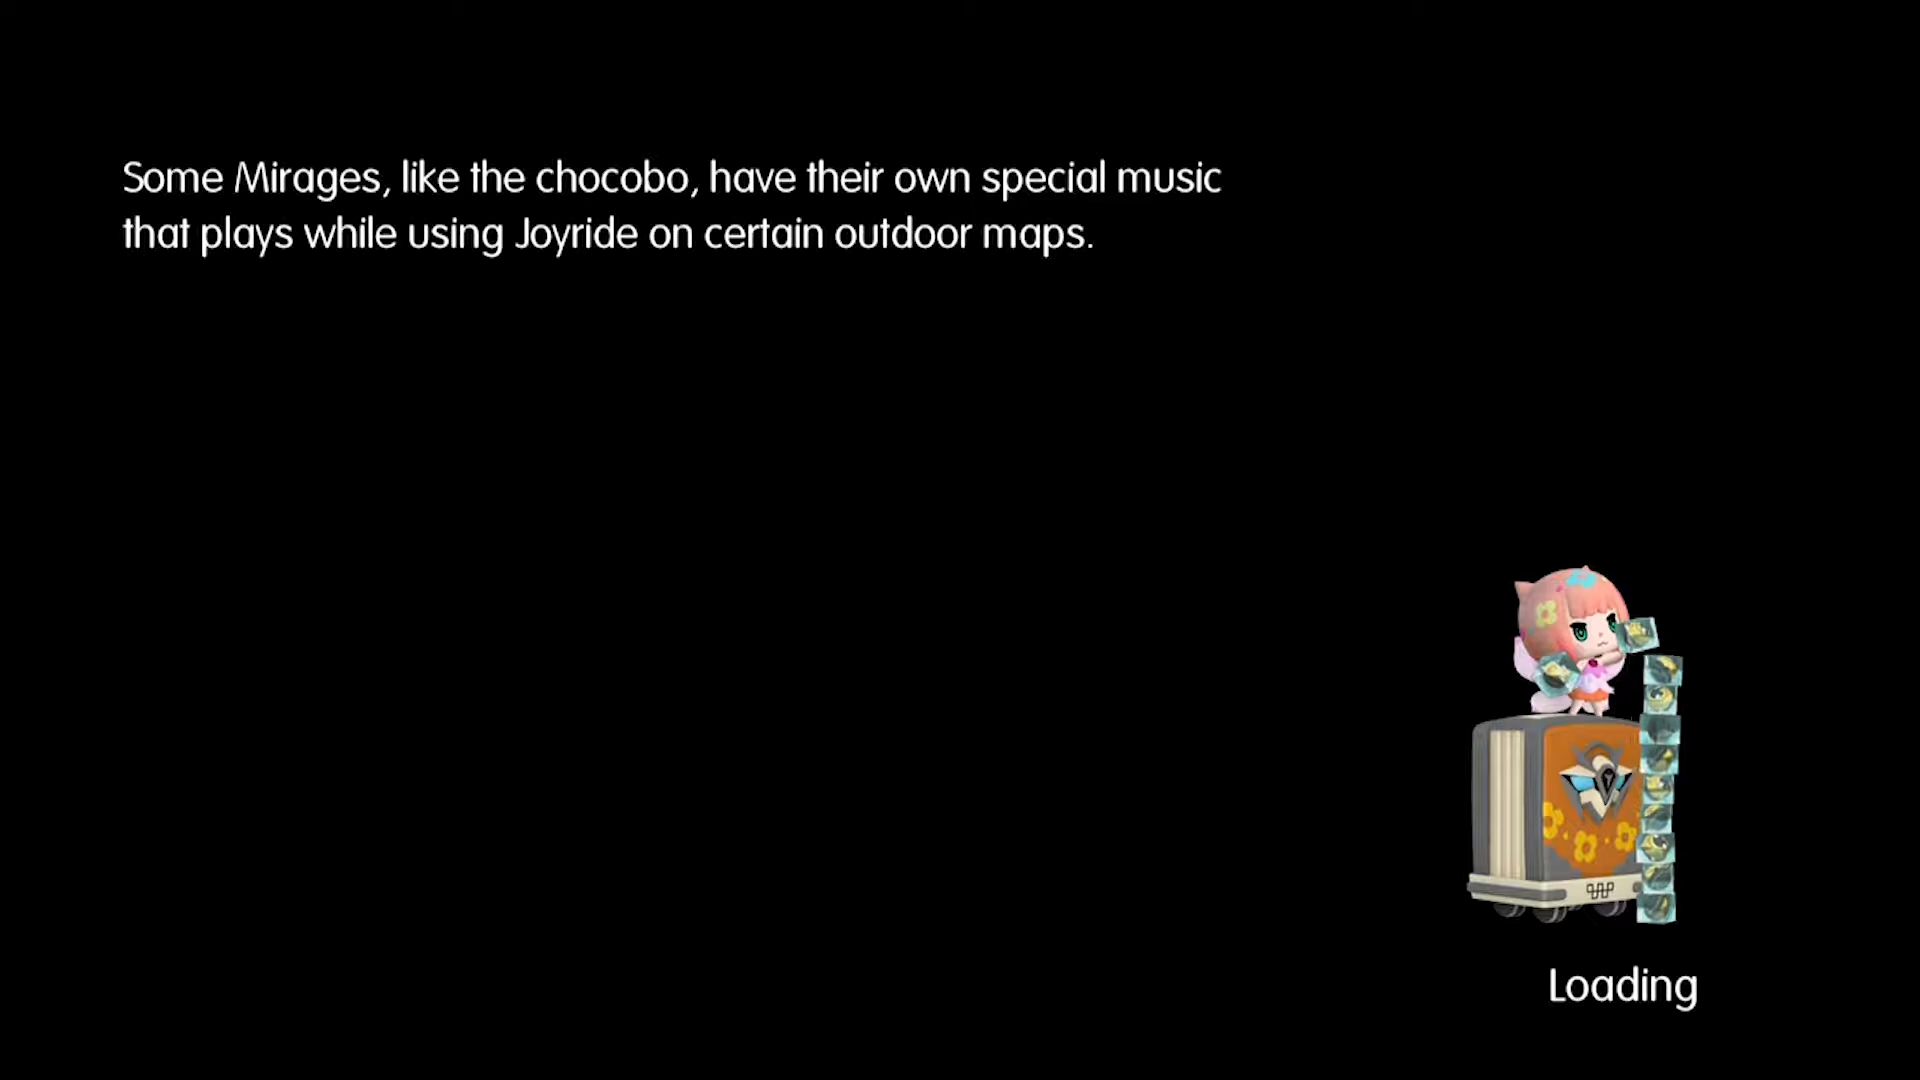 Some Mirages, like the chocobo, have their own special music
that plays while using Joyride on certain outdoor maps.
Loading